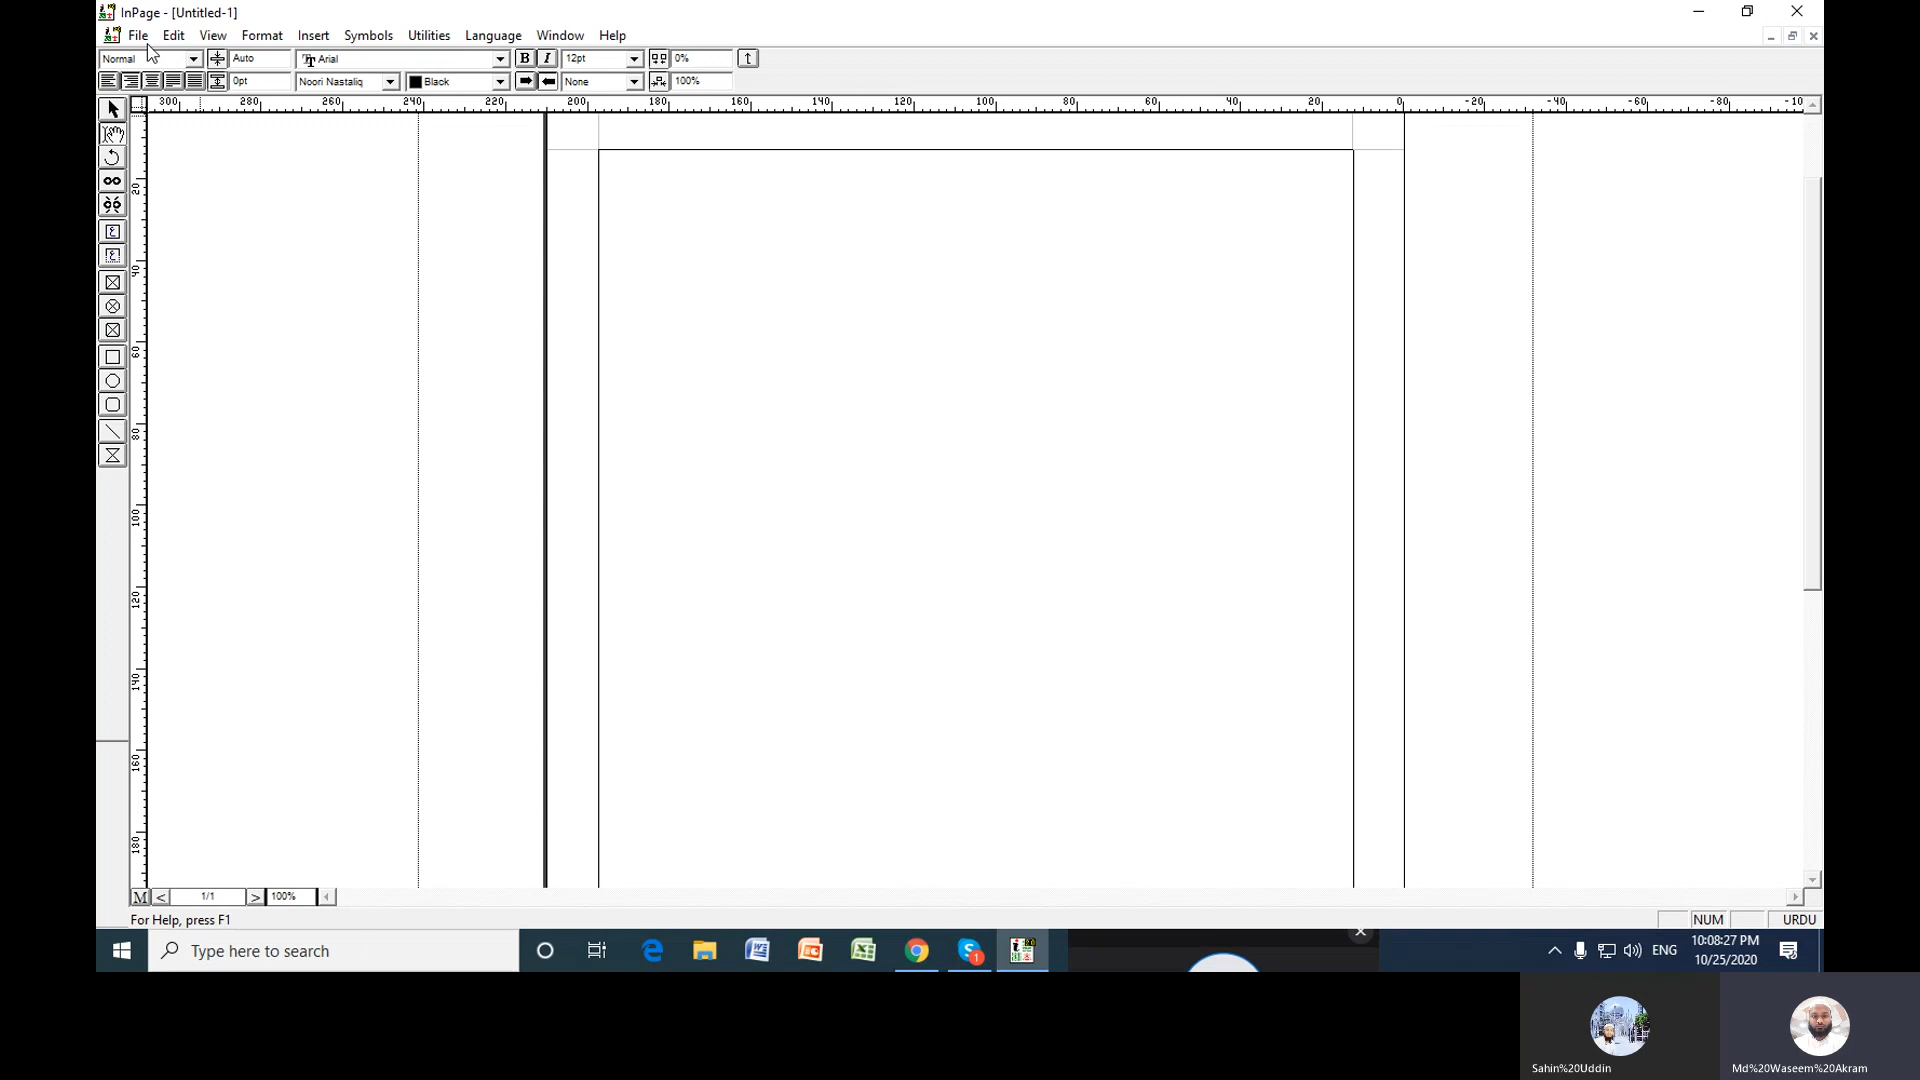 InPage - [Untitled-1]
File Edit View Format Insert Symbols Utilities Language Window Help
Normal Auto Arial B I 12pt 0%
0pt Noori Nastaliq Black None 100%
300 280 260 240 220 200 180 160 140 120 100 80 60 40 20 0 -20 -40 -60 -80 -10
20
40
60
80
100
120
140
160
180
M < 1/1 > 100%
For Help, press F1 NUM URDU
Type here to search
1
ENG
10:08:27 PM
10/25/2020
Sahin%20Uddin Md%20Waseem%20Akram